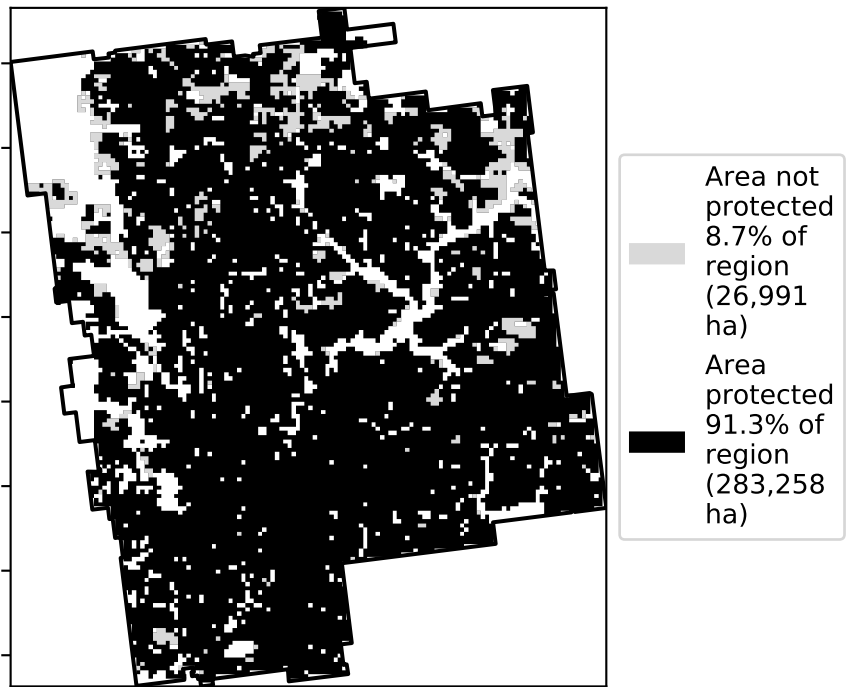 Area not
protected
8.7% of
region
(26,991
ha)
Area
protected
91.3% of
region
(283,258
ha)